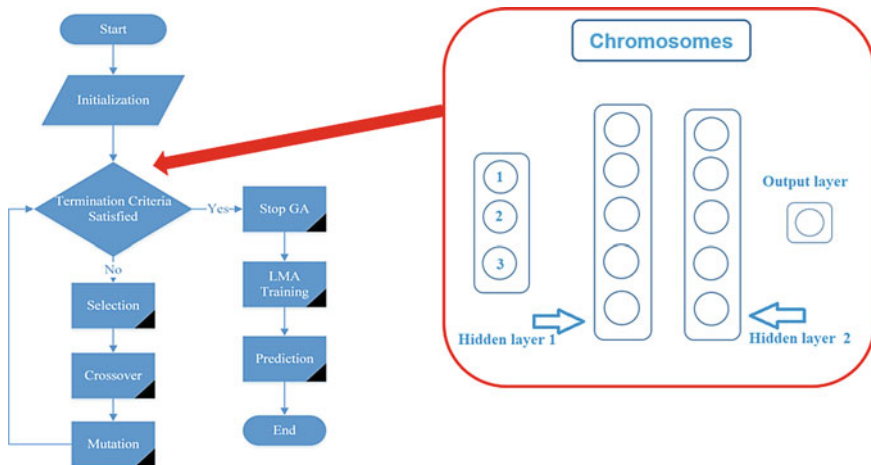 Start
Initialization
Termination Criteria
Satisfied
Yes
No
Selection
Crossover
Mutation
Stop GA
LMA
Training
Prediction
End
Chromosomes
1
2
3
Hidden layer 1
Output layer
Hidden layer 2